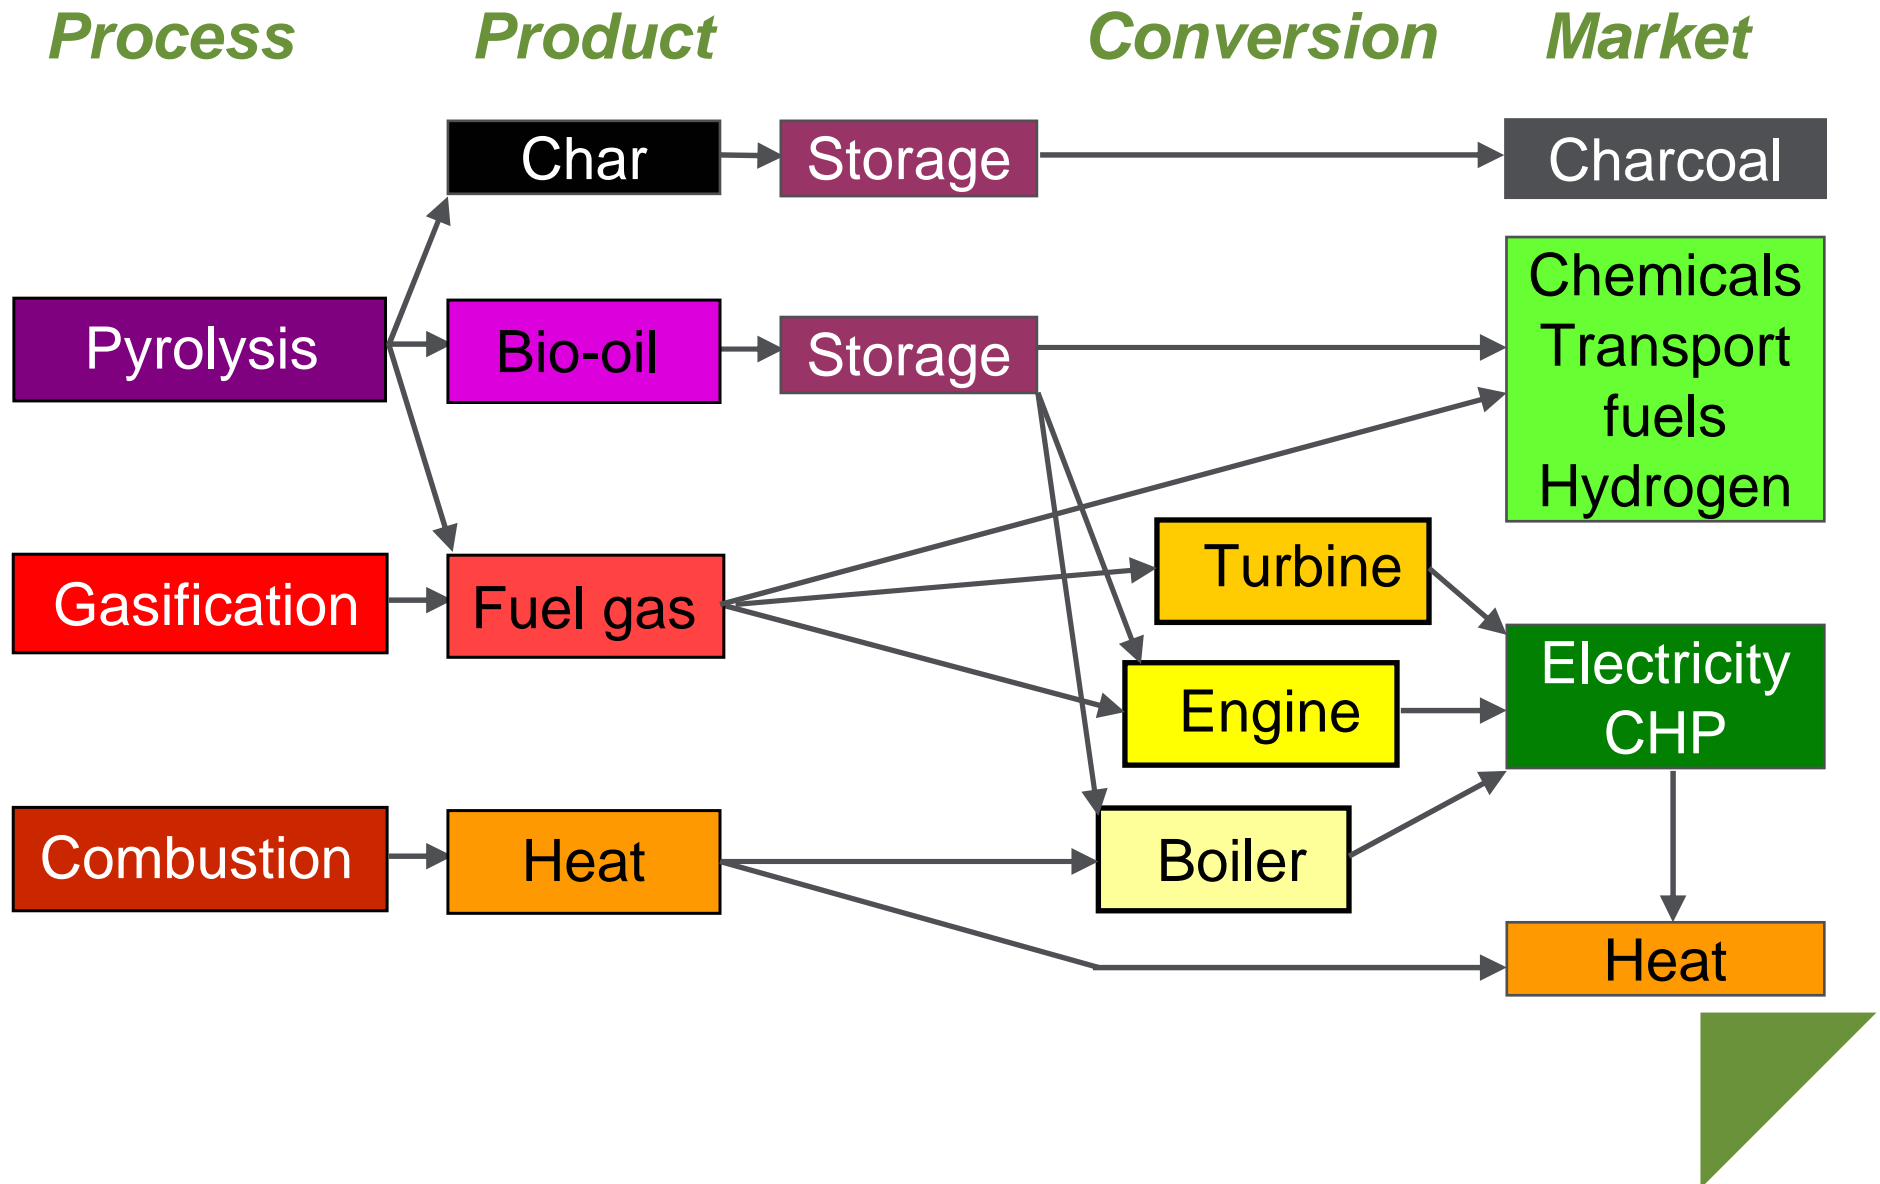 Process Product Conversion Market
Char Storage Charcoal
Pyrolysis Bio-oil Storage
Chemicals
Transport
fuels
Hydrogen
Gasification Fuel gas Turbine
Engine
Electricity
CHP
Combustion Heat Boiler
Heat